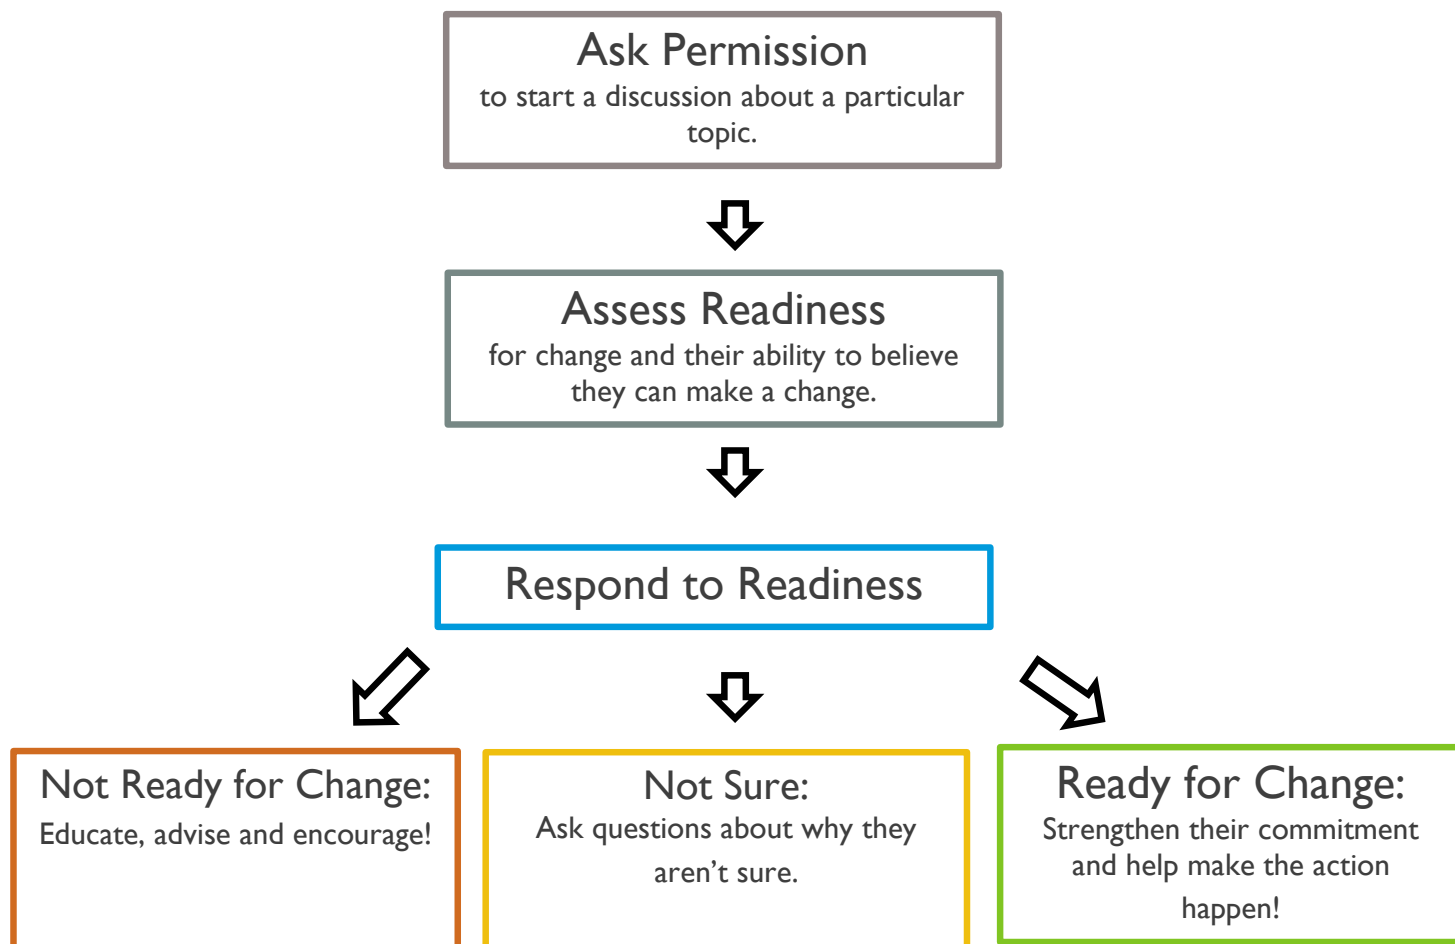 Ask Permission
to start a discussion about a particular
topic.
Assess Readiness
for change and their ability to believe
they can make a change.
Respond to Readiness
Not Ready for Change:
Educate, advise and encourage!
Not Sure:
Ask questions about why they
aren’t sure.
Ready for Change:
Strengthen their commitment
and help make the action
happen!